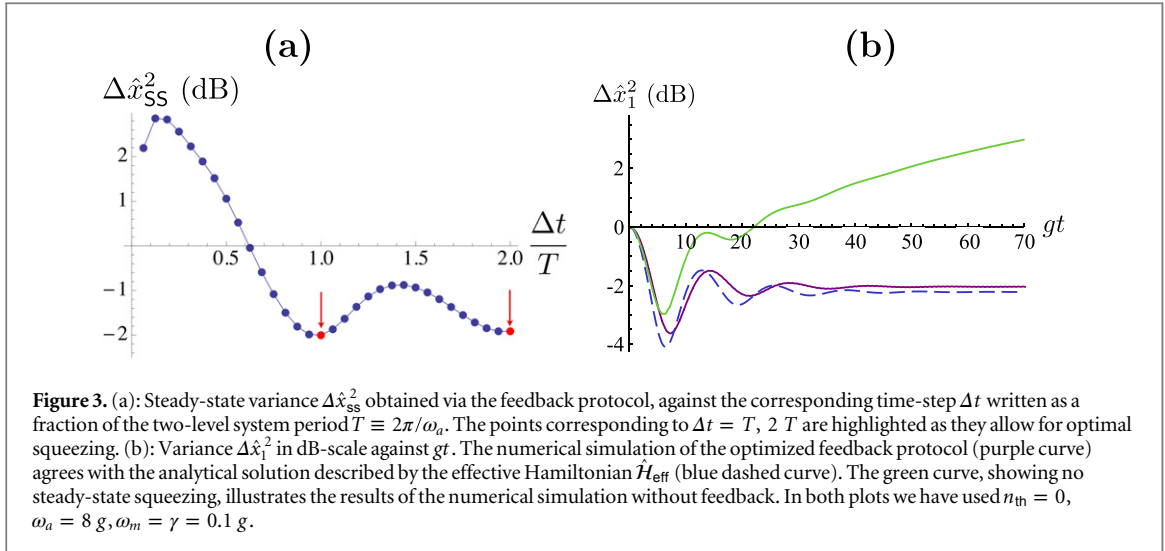 (a)
Δx̂²_SS (dB)
2
1
−1
−2
0.5 1.0 1.5 2.0
Δt/T
(b)
Δx̂₁² (dB)
2
0
-2
-4
10 20 30 40 50 60 70 gt
Figure 3. (a): Steady-state variance Δx̂²_ss obtained via the feedback protocol, against the corresponding time-step Δt written as a
fraction of the two-level system period T ≡ 2π/ω_a. The points corresponding to Δt = T, 2 T are highlighted as they allow for optimal
squeezing. (b): Variance Δx̂₁² in dB-scale against gt. The numerical simulation of the optimized feedback protocol (purple curve)
agrees with the analytical solution described by the effective Hamiltonian Ĥ_eff (blue dashed curve). The green curve, showing no
steady-state squeezing, illustrates the results of the numerical simulation without feedback. In both plots we have used n_th = 0,
ω_a = 8 g, ω_m = γ = 0.1 g.